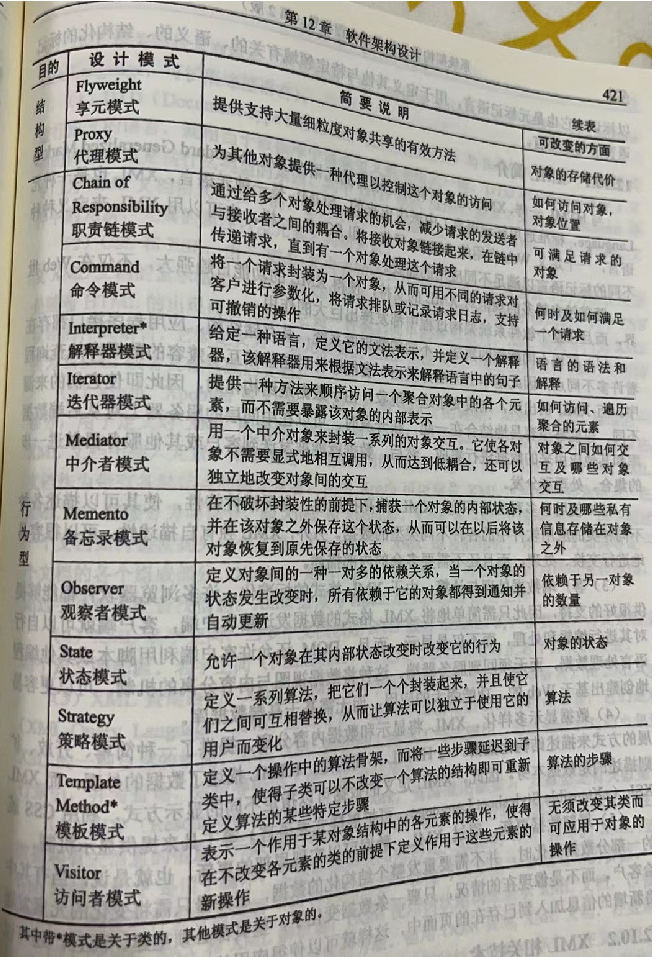 第12章 软件架构设计
421
续表
目的 设计模式 简要说明 可改变的方面
结构型
Flyweight
享元模式
提供支持大量细粒度对象共享的有效方法
对象的存储代价
Proxy
代理模式
为其他对象提供一种代理以控制这个对象的访问
如何访问对象,
对象位置
行为型
Chain of
Responsibility
职责链模式
通过给多个对象处理请求的机会,减少请求的发送者
与接收者之间的耦合。将接收对象链接起来,在链中
传递请求,直到有一个对象处理这个请求
可满足请求的
对象
Command
命令模式
将一个请求封装为一个对象,从而可用不同的请求对
客户进行参数化,将请求排队或记录请求日志,支持
可撤销的操作
何时及如何满足
一个请求
Interpreter*
解释器模式
给定一种语言,定义它的文法表示,并定义一个解释
器,该解释器用来根据文法表示来解释语言中的句子
语言的语法和
解释
Iterator
迭代器模式
提供一种方法来顺序访问一个聚合对象中的各个元
素,而不需要暴露该对象的内部表示
如何访问、遍历
聚合的元素
Mediator
中介者模式
用一个中介对象来封装一系列的对象交互。它使各对
象不需要显式地相互调用,从而达到低耦合,还可以
独立地改变对象间的交互
对象之间如何交
互及哪些对象
交互
Memento
备忘录模式
在不破坏封装性的前提下,捕获一个对象的内部状态,
并在该对象之外保存这个状态,从而可以在以后将该
对象恢复到原先保存的状态
何时及哪些私有
信息存储在对象
之外
Observer
观察者模式
定义对象间的一种一对多的依赖关系,当一个对象的
状态发生改变时,所有依赖于它的对象都得到通知并
自动更新
依赖于另一对象
的数量
State
状态模式
允许一个对象在其内部状态改变时改变它的行为
对象的状态
Strategy
策略模式
定义一系列算法,把它们一个个封装起来,并且使它
们之间可互相替换,从而让算法可以独立于使用它的
用户而变化
算法
Template
Method*
模板模式
定义一个操作中的算法骨架,而将一些步骤延迟到子
类中,使得子类可以不改变一个算法的结构即可重新
定义算法的某些特定步骤
算法的步骤
Visitor
访问者模式
表示一个作用于某对象结构中的各元素的操作,使得
在不改变各元素的类的前提下定义作用于这些元素的
新操作
无须改变其类而
可应用于对象的
操作
其中带*模式是关于类的,其他模式是关于对象的。